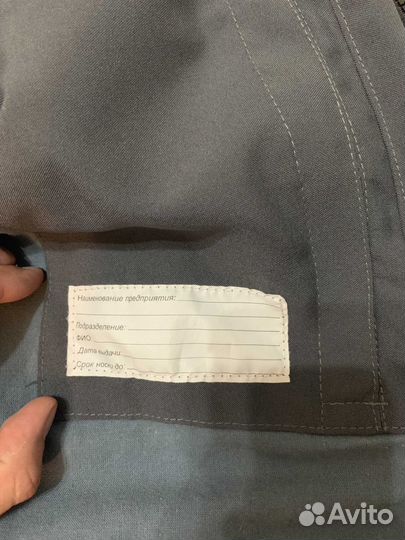 Наименование предприятия:
Подразделение:
ФИО
Дата выдачи:
Срок носки до:
Avito